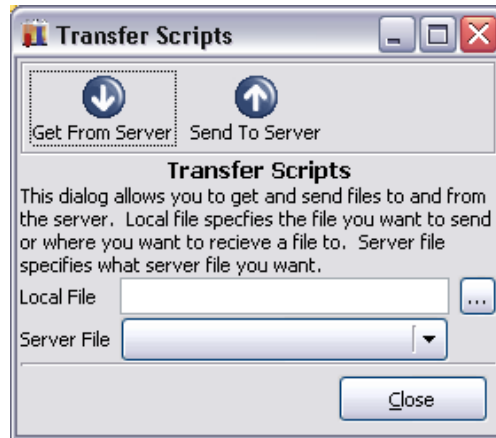 Transfer Scripts
Get From Server Send To Server
Transfer Scripts
This dialog allows you to get and send files to and from
the server. Local file specfies the file you want to send
or where you want to recieve a file to. Server file
specifies what server file you want.
Local File ...
Server File
Close